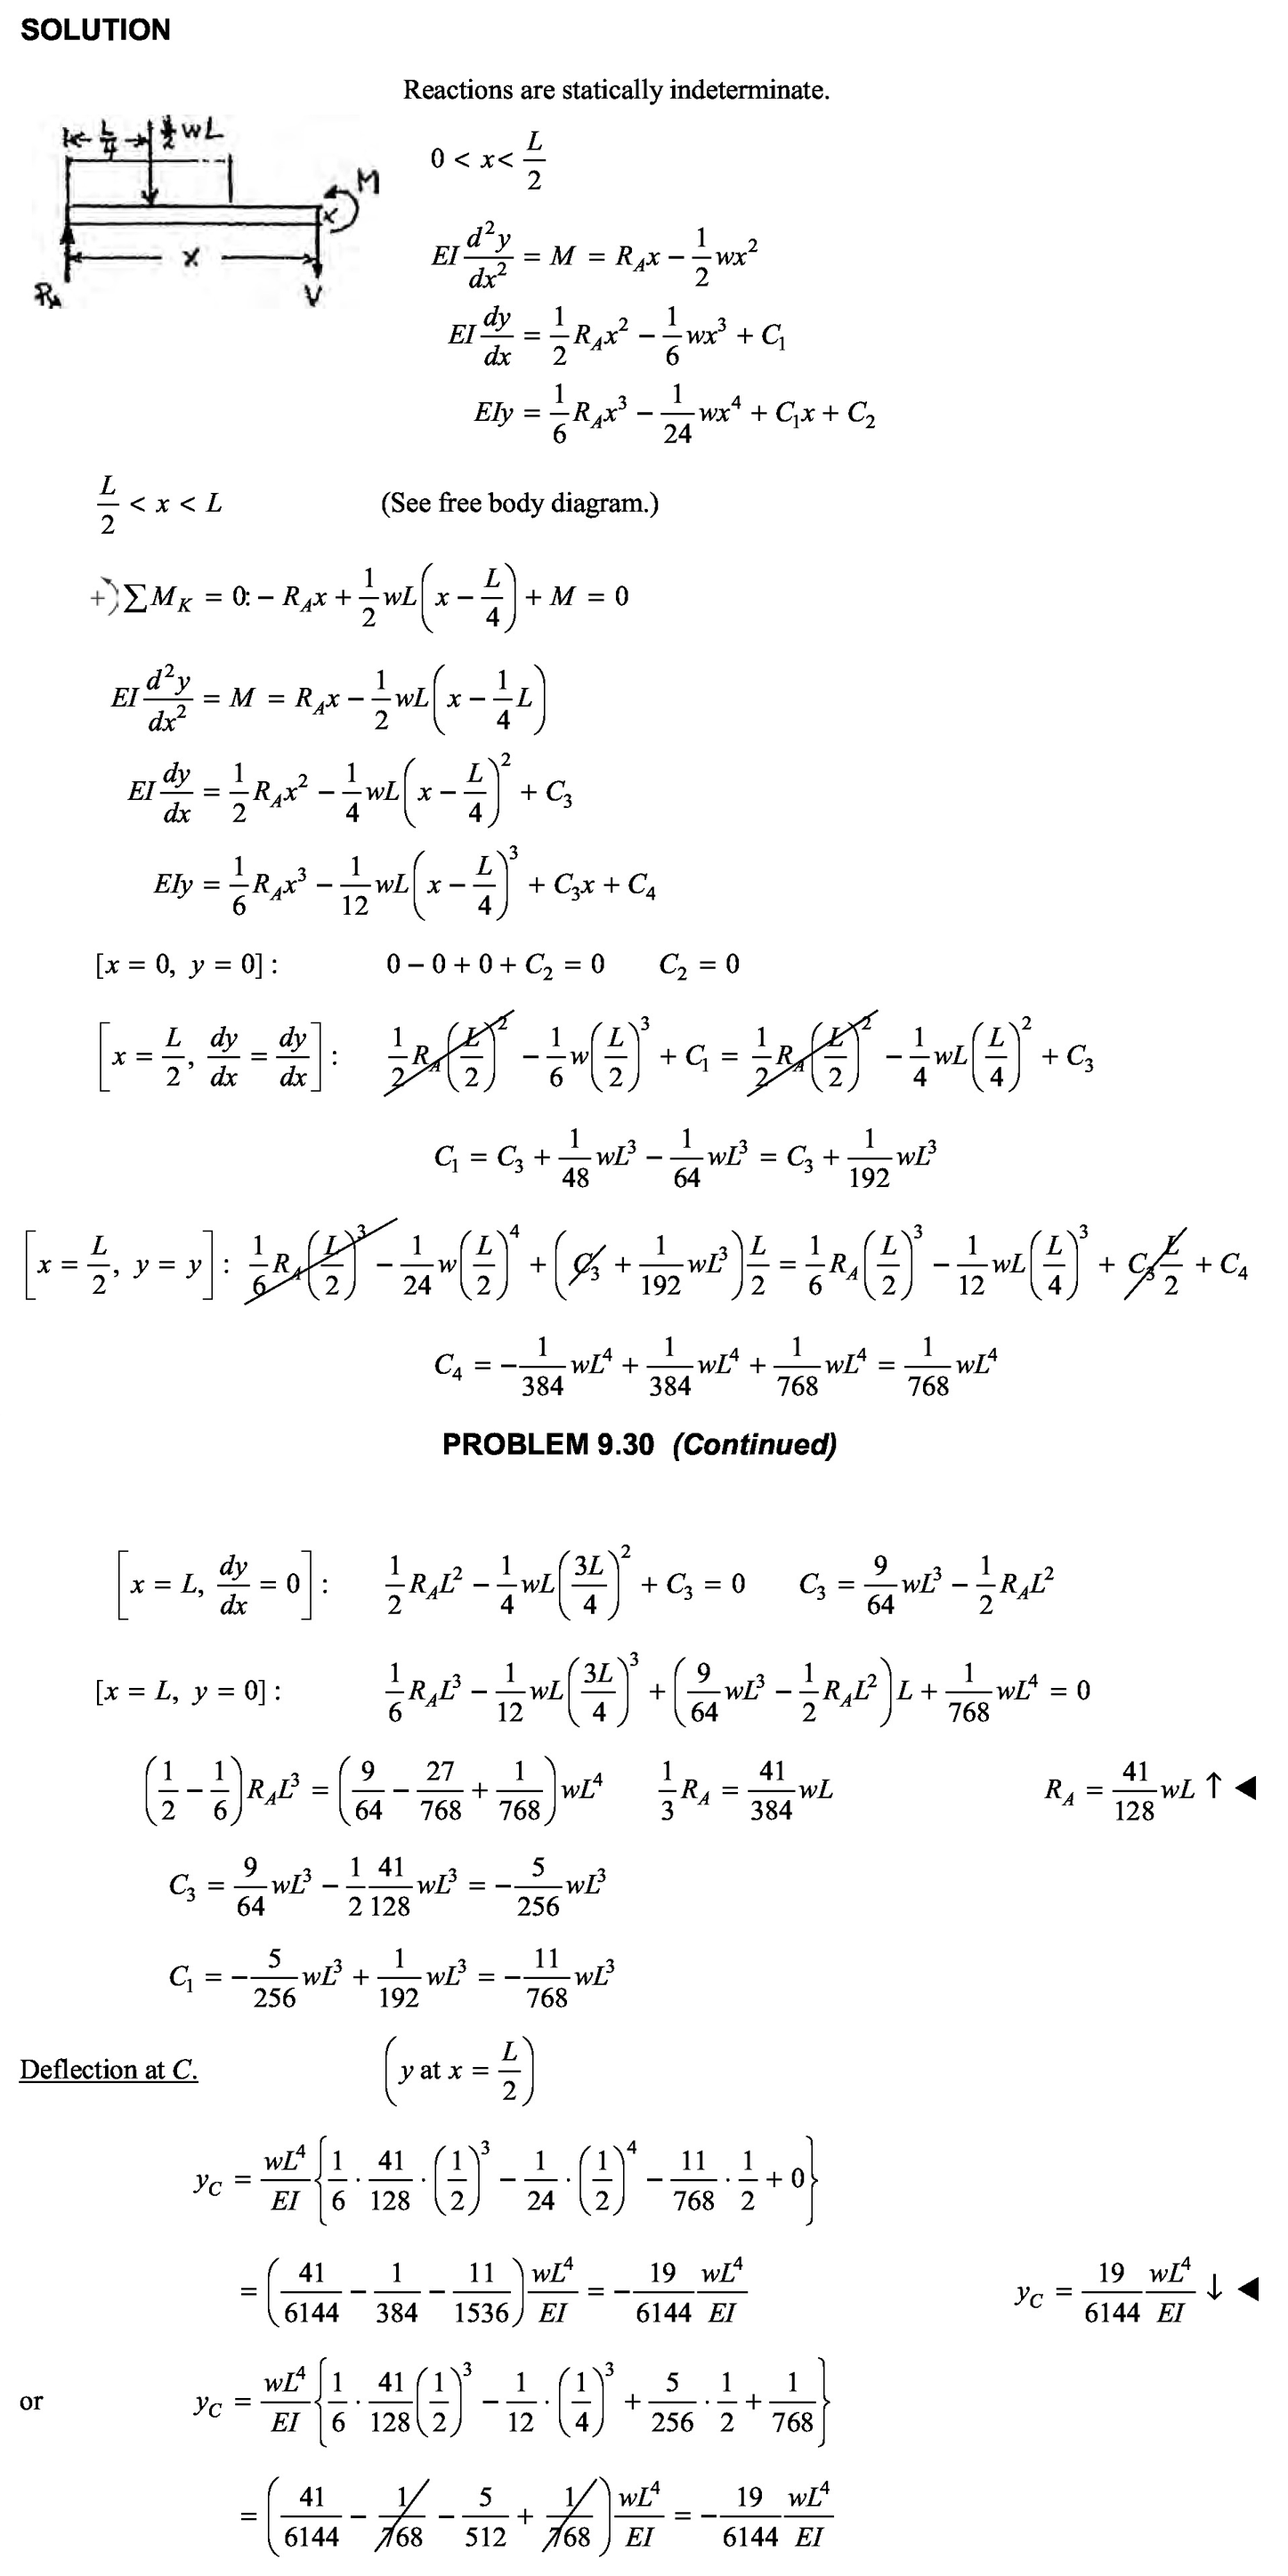 SOLUTION
Reactions are statically indeterminate.
L/4 ½ wL
M
x
R_A V
0 < x < L/2
EI d²y/dx² = M = R_A x − 1/2 wx²
EI dy/dx = 1/2 R_A x² − 1/6 wx³ + C₁
EIy = 1/6 R_A x³ − 1/24 wx⁴ + C₁x + C₂
L/2 < x < L (See free body diagram.)
+) ΣM_K = 0: − R_A x + 1/2 wL(x − L/4) + M = 0
EI d²y/dx² = M = R_A x − 1/2 wL(x − 1/4 L)
EI dy/dx = 1/2 R_A x² − 1/4 wL(x − L/4)² + C₃
EIy = 1/6 R_A x³ − 1/12 wL(x − L/4)³ + C₃x + C₄
[x = 0, y = 0]: 0 − 0 + 0 + C₂ = 0 C₂ = 0
[x = L/2, dy/dx = dy/dx]: 1/2 R_A (L/2)² − 1/6 w(L/2)³ + C₁ = 1/2 R_A (L/2)² − 1/4 wL(L/4)² + C₃
C₁ = C₃ + 1/48 wL³ − 1/64 wL³ = C₃ + 1/192 wL³
[x = L/2, y = y]: 1/6 R_A (L/2)³ − 1/24 w(L/2)⁴ + (C₃ + 1/192 wL³) L/2 = 1/6 R_A (L/2)³ − 1/12 wL(L/4)³ + C₃ L/2 + C₄
C₄ = −1/384 wL⁴ + 1/384 wL⁴ + 1/768 wL⁴ = 1/768 wL⁴
PROBLEM 9.30 (Continued)
[x = L, dy/dx = 0]: 1/2 R_A L² − 1/4 wL(3L/4)² + C₃ = 0 C₃ = 9/64 wL³ − 1/2 R_A L²
[x = L, y = 0]: 1/6 R_A L³ − 1/12 wL(3L/4)³ + (9/64 wL³ − 1/2 R_A L²) L + 1/768 wL⁴ = 0
(1/2 − 1/6) R_A L³ = (9/64 − 27/768 + 1/768) wL⁴ 1/3 R_A = 41/384 wL R_A = 41/128 wL ↑ ◀
C₃ = 9/64 wL³ − 1/2 41/128 wL³ = −5/256 wL³
C₁ = −5/256 wL³ + 1/192 wL³ = −11/768 wL³
Deflection at C. (y at x = L/2)
y_C = wL⁴/EI {1/6 · 41/128 · (1/2)³ − 1/24 · (1/2)⁴ − 11/768 · 1/2 + 0}
= (41/6144 − 1/384 − 11/1536) wL⁴/EI = −19/6144 wL⁴/EI y_C = 19/6144 wL⁴/EI ↓ ◀
or y_C = wL⁴/EI {1/6 · 41/128 (1/2)³ − 1/12 · (1/4)³ + 5/256 · 1/2 + 1/768}
= (41/6144 − 1/768 − 5/512 + 1/768) wL⁴/EI = −19/6144 wL⁴/EI